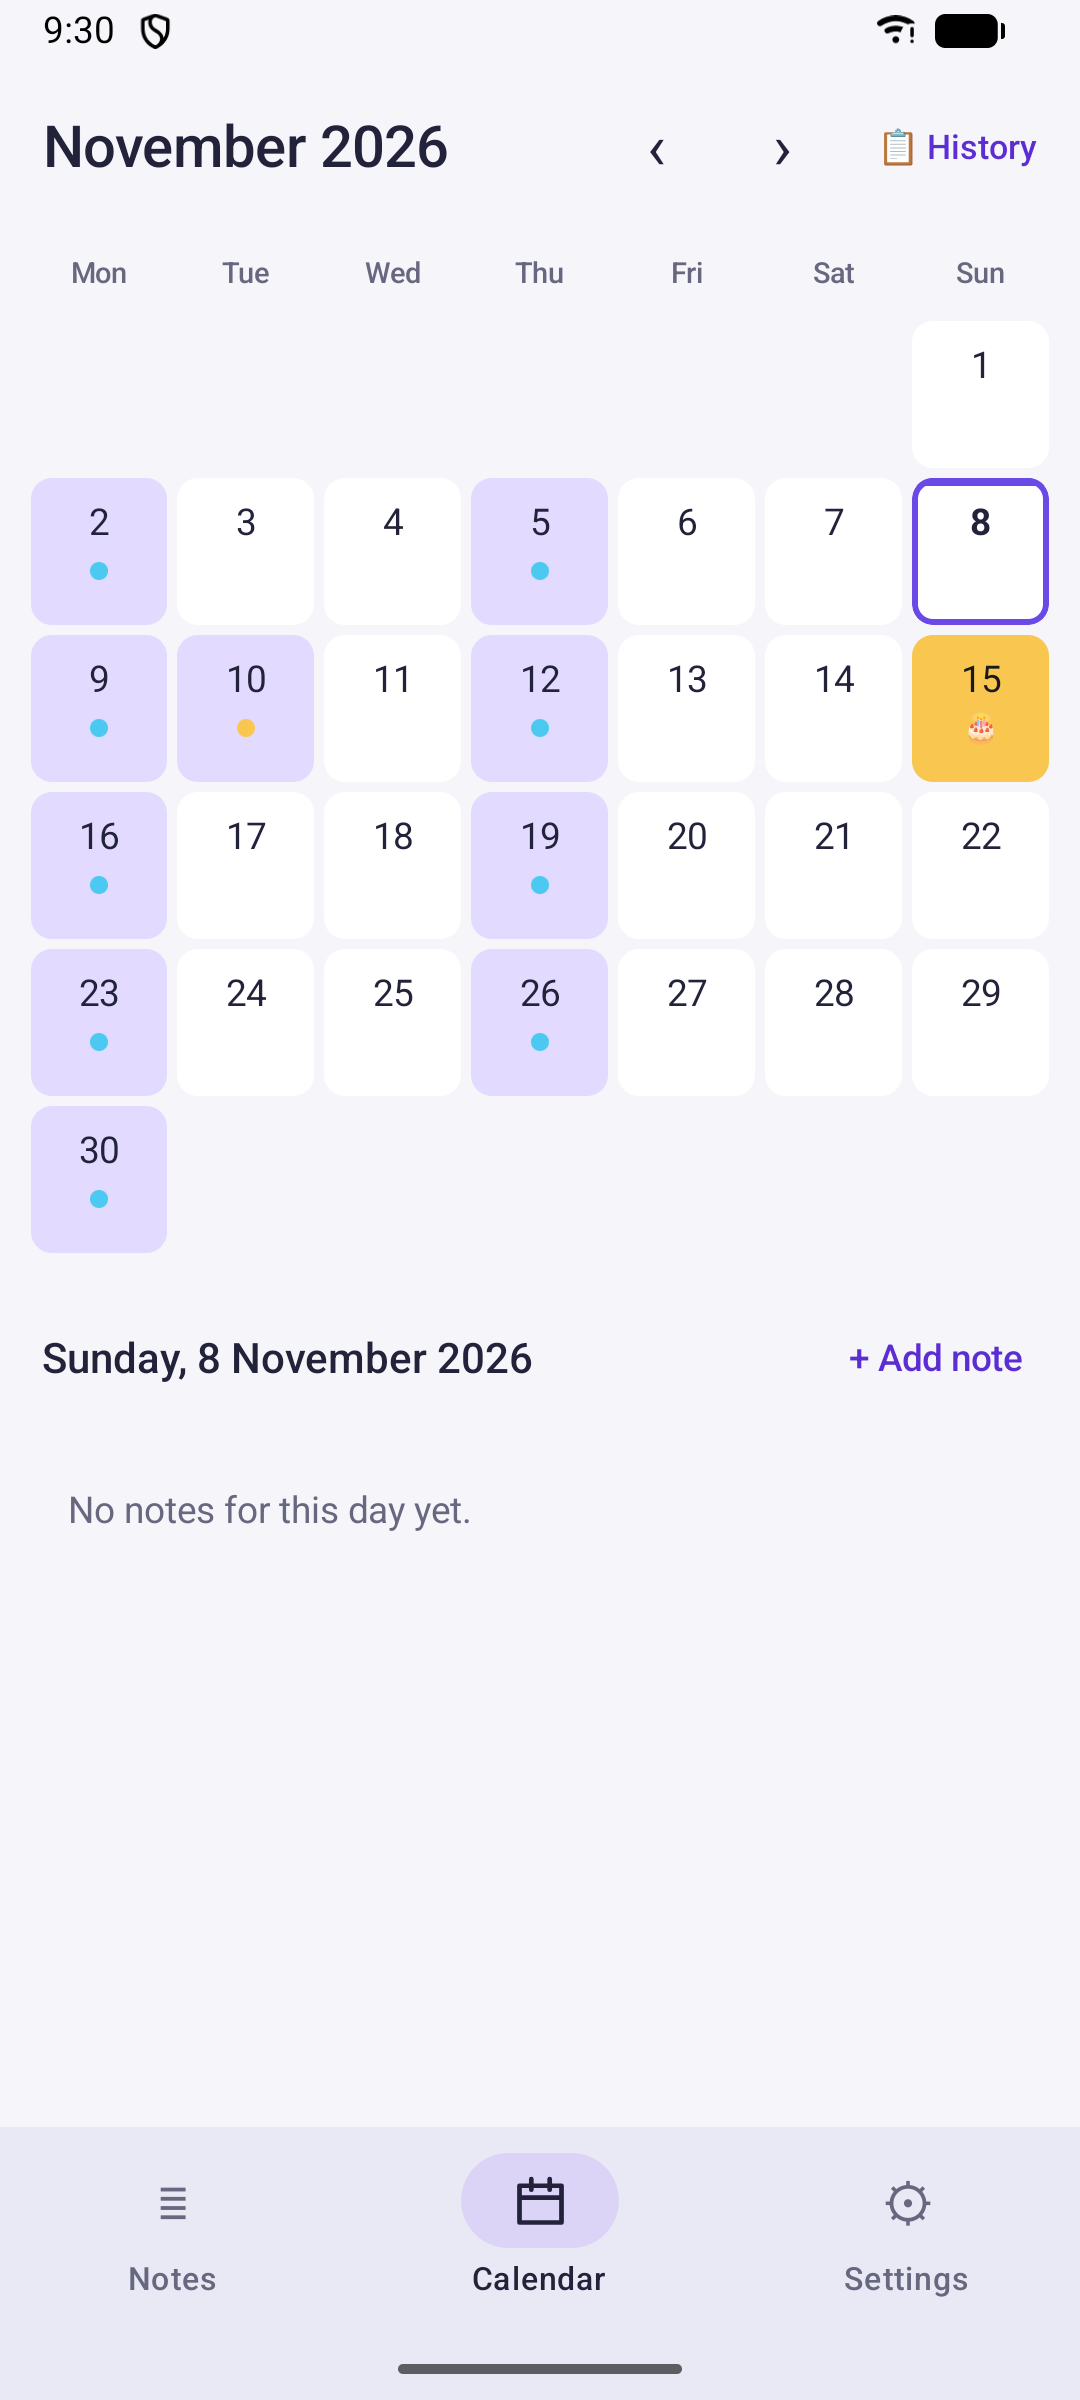 9:30
November 2026 ‹ › 📋 History
Mon Tue Wed Thu Fri Sat Sun
1
2 3 4 5 6 7 8
9 10 11 12 13 14 15
🎂
16 17 18 19 20 21 22
23 24 25 26 27 28 29
30
Sunday, 8 November 2026 + Add note
No notes for this day yet.
Notes Calendar Settings